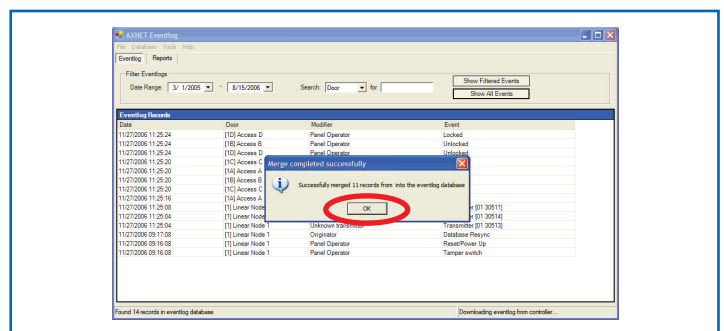 AXNET Eventlog
File Database Tools Help
Eventlog Reports
Filter Eventlogs
Date Range: 3/ 1/2005 - 8/15/2006 Search: Door for
Show Filtered Events
Show All Events
Eventlog Records
Date Door Modifier Event
11/27/2006 11:25:24 [1D] Access D Panel Operator Locked
11/27/2006 11:25:24 [1B] Access B Panel Operator Unlocked
11/27/2006 11:25:24 [1D] Access D Panel Operator Unlocked
11/27/2006 11:25:20 [1C] Access C
11/27/2006 11:25:20 [1A] Access A
11/27/2006 11:25:20 [1B] Access B
11/27/2006 11:25:20 [1C] Access C
11/27/2006 11:25:16 [1A] Access A
Merge completed successfully
Successfully merged 11 records from into the eventlog database
OK
11/27/2006 11:25:08 [1] Linear Node er [01 30511]
11/27/2006 11:25:04 [1] Linear Node er [01 30514]
11/27/2006 11:25:04 [1] Linear Node 1 Unknown transmitter Transmitter [01 30513]
11/27/2006 09:17:08 [1] Linear Node 1 Originator Database Resync
11/27/2006 09:16:08 [1] Linear Node 1 Panel Operator Reset/Power Up
11/27/2006 09:16:08 [1] Linear Node 1 Panel Operator Tamper switch
Found 14 records in eventlog database Downloading eventlog from controller...